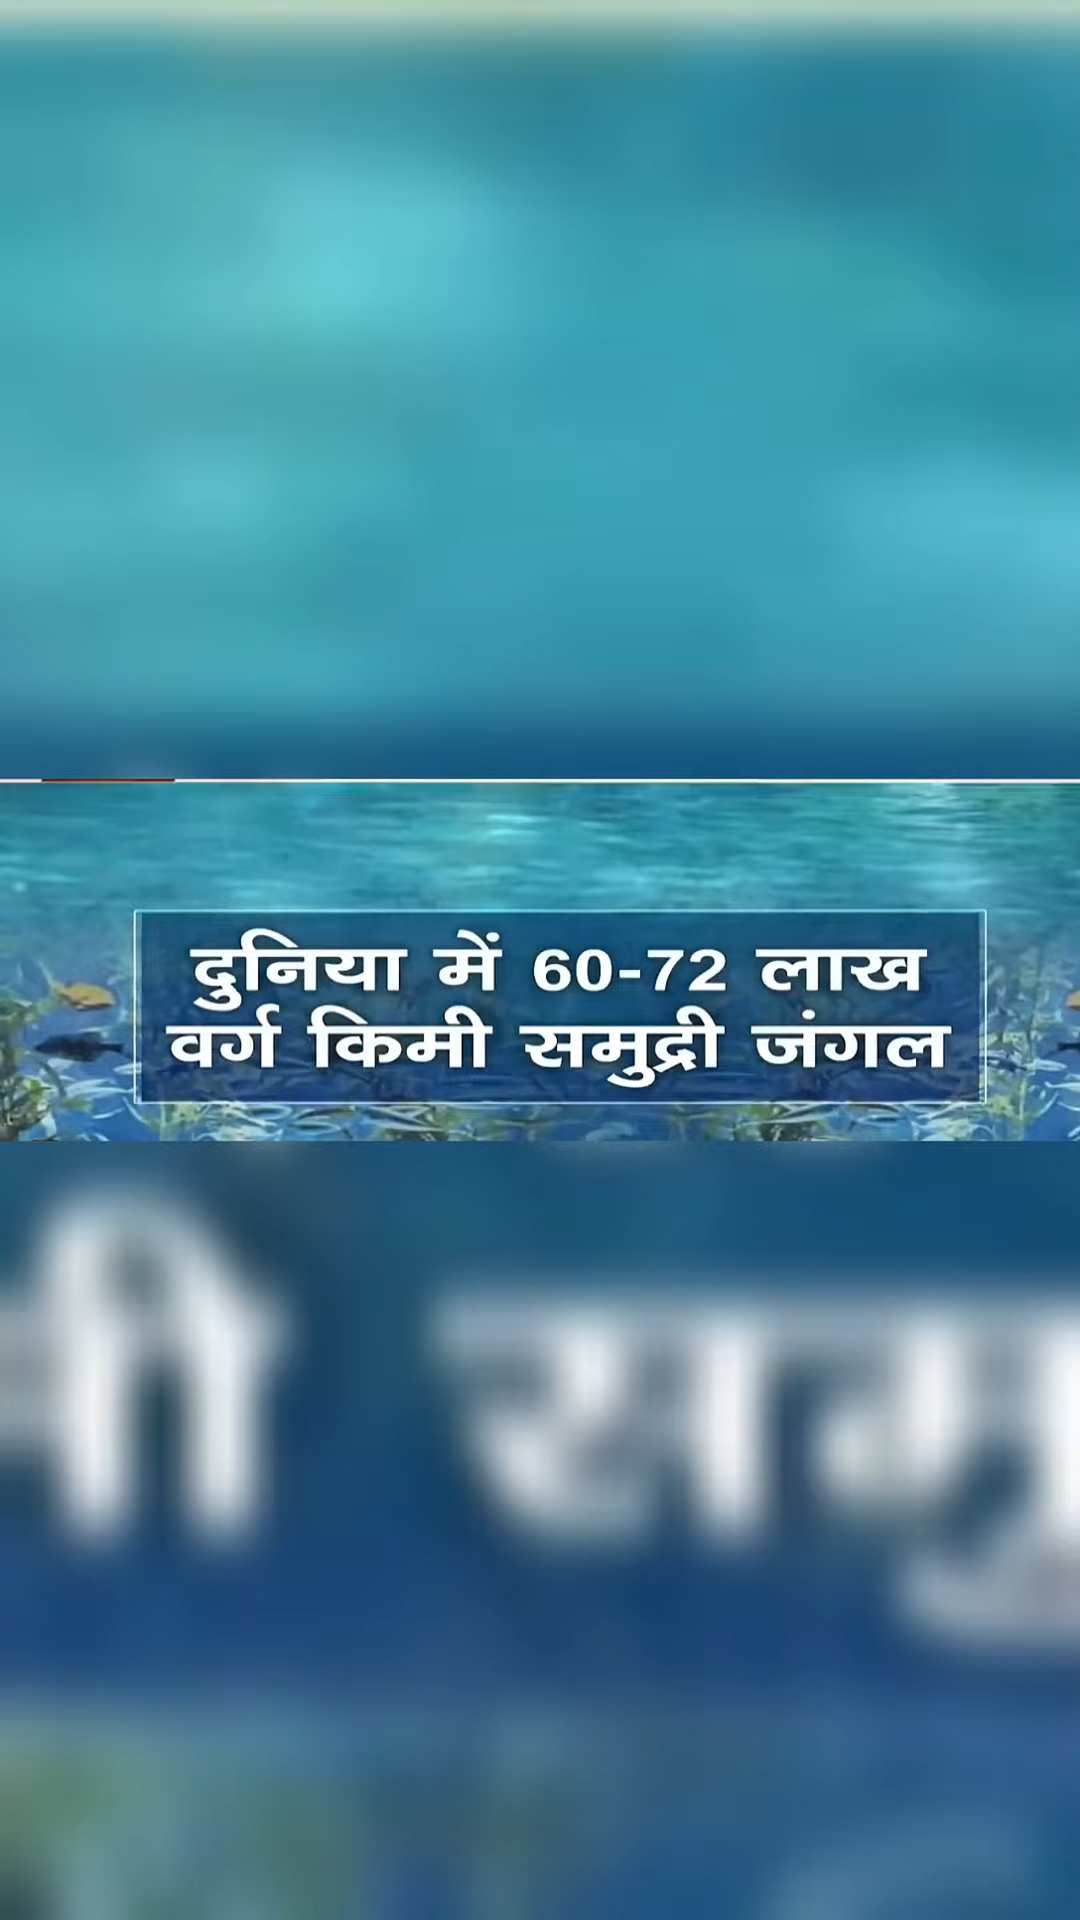 दुनिया में 60-72 लाख
वर्ग किमी समुद्री जंगल